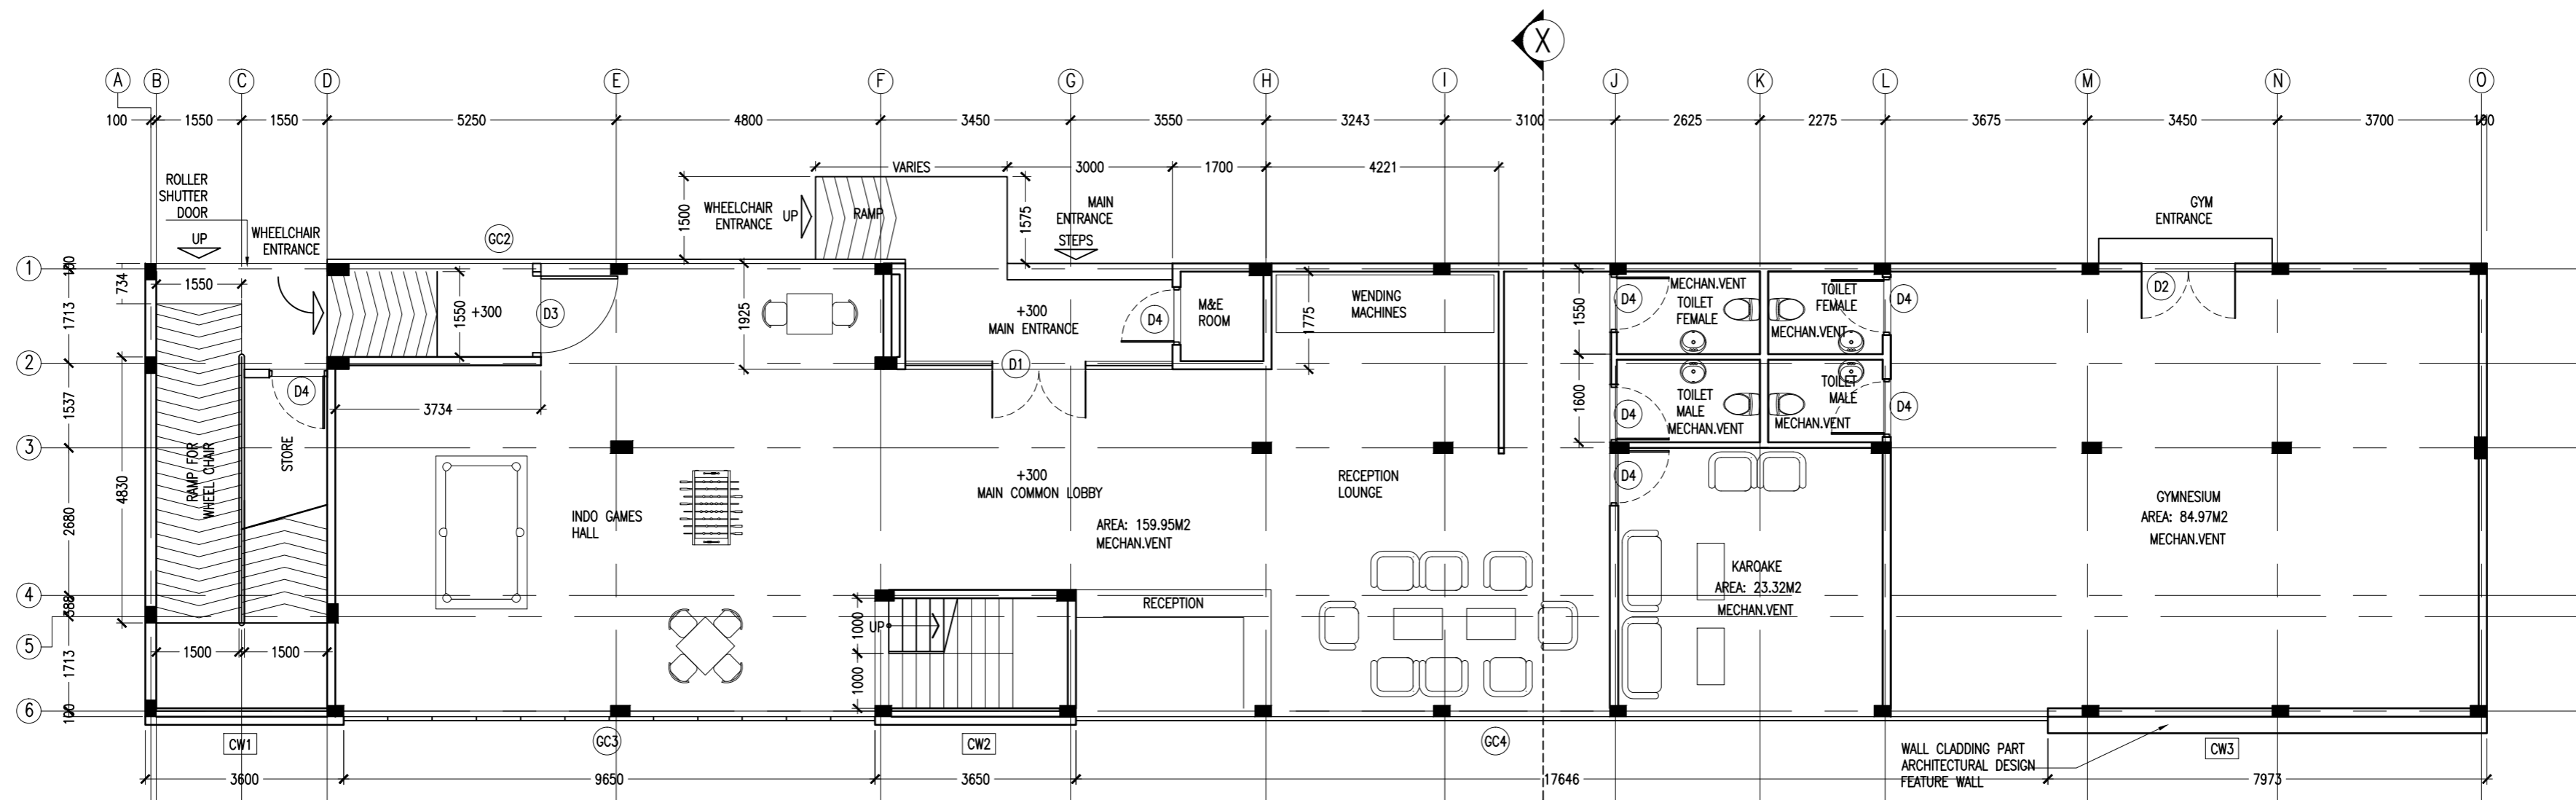 X
A B C D E F G H I J K L M N O
100 1550 1550 5250 4800 3450 3550 3243 3100 2625 2275 3675 3450 3700 100
VARIES 3000 1700 4221
ROLLER
SHUTTER
DOOR
UP
WHEELCHAIR
ENTRANCE
GC2
1500
WHEELCHAIR
ENTRANCE
UP
RAMP
1575
MAIN
ENTRANCE
STEPS
GYM
ENTRANCE
1
2
3
4
5
6
100
1713
1537
2680
388
1713
100
734
4830
1550
1550
+300
D3
1925
+300
MAIN ENTRANCE
D4
M&E
ROOM
1775
WENDING
MACHINES
1550
1600
D4
MECHAN.VENT
TOILET
FEMALE
TOILET
FEMALE
MECHAN.VENT
D4
D2
D1
D4
3734
D4
TOILET
MALE
MECHAN.VENT
TOILET
MALE
MECHAN.VENT
D4
RAMP FOR
WHEEL CHAIR
STORE
INDO GAMES
HALL
+300
MAIN COMMON LOBBY
AREA: 159.95M2
MECHAN.VENT
RECEPTION
LOUNGE
D4
GYMNESIUM
AREA: 84.97M2
MECHAN.VENT
KAROAKE
AREA: 23.32M2
MECHAN.VENT
RECEPTION
UP
1000
1000
1500 1500
CW1
GC3
CW2
GC4
WALL CLADDING PART
ARCHITECTURAL DESIGN
FEATURE WALL
CW3
3600 9650 3650 17646 7973